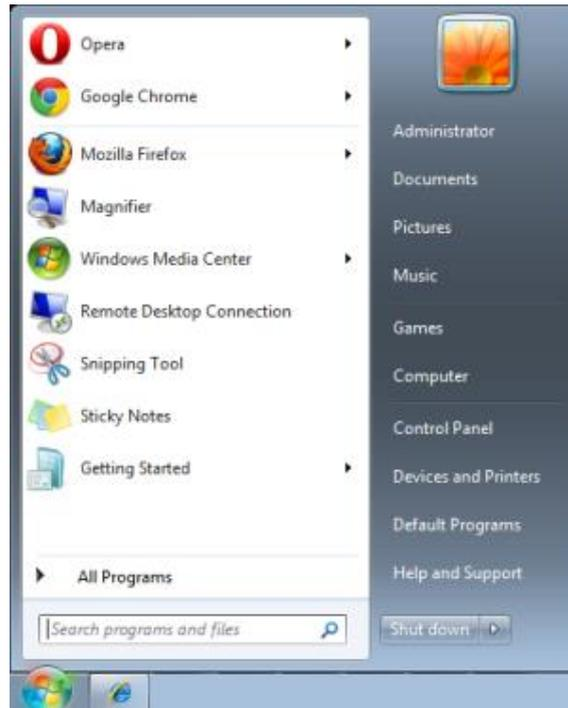 Opera
Google Chrome
Mozilla Firefox
Magnifier
Windows Media Center
Remote Desktop Connection
Snipping Tool
Sticky Notes
Getting Started
All Programs
Search programs and files
Administrator
Documents
Pictures
Music
Games
Computer
Control Panel
Devices and Printers
Default Programs
Help and Support
Shut down